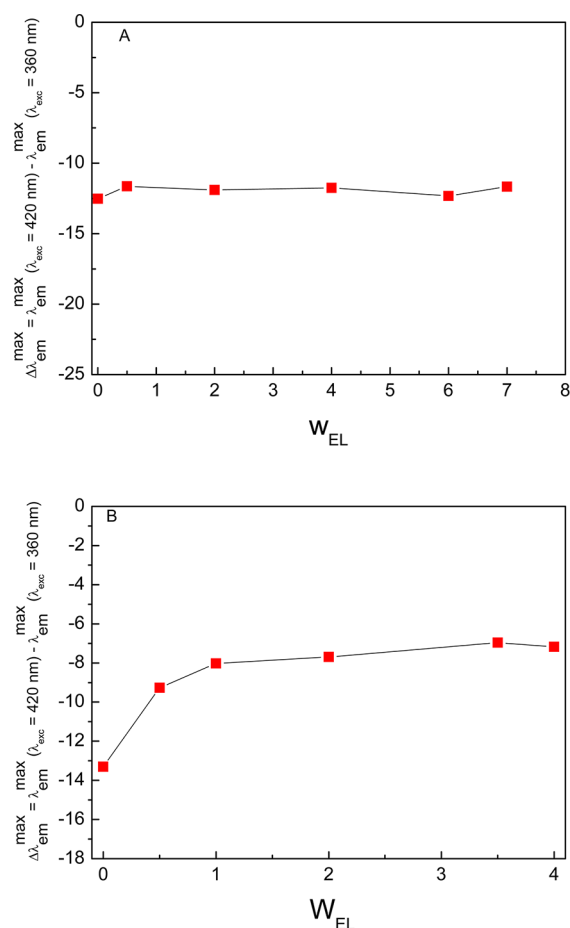 A
Δλ_em^max = λ_em^max (λ_exc = 420 nm) - λ_em^max (λ_exc = 360 nm)
0
-5
-10
-15
-20
-25
0 1 2 3 4 5 6 7 8
w_EL
B
Δλ_em^max = λ_em^max (λ_exc = 420 nm) - λ_em^max (λ_exc = 360 nm)
0
-2
-4
-6
-8
-10
-12
-14
-16
-18
0 1 2 3 4
W_EL